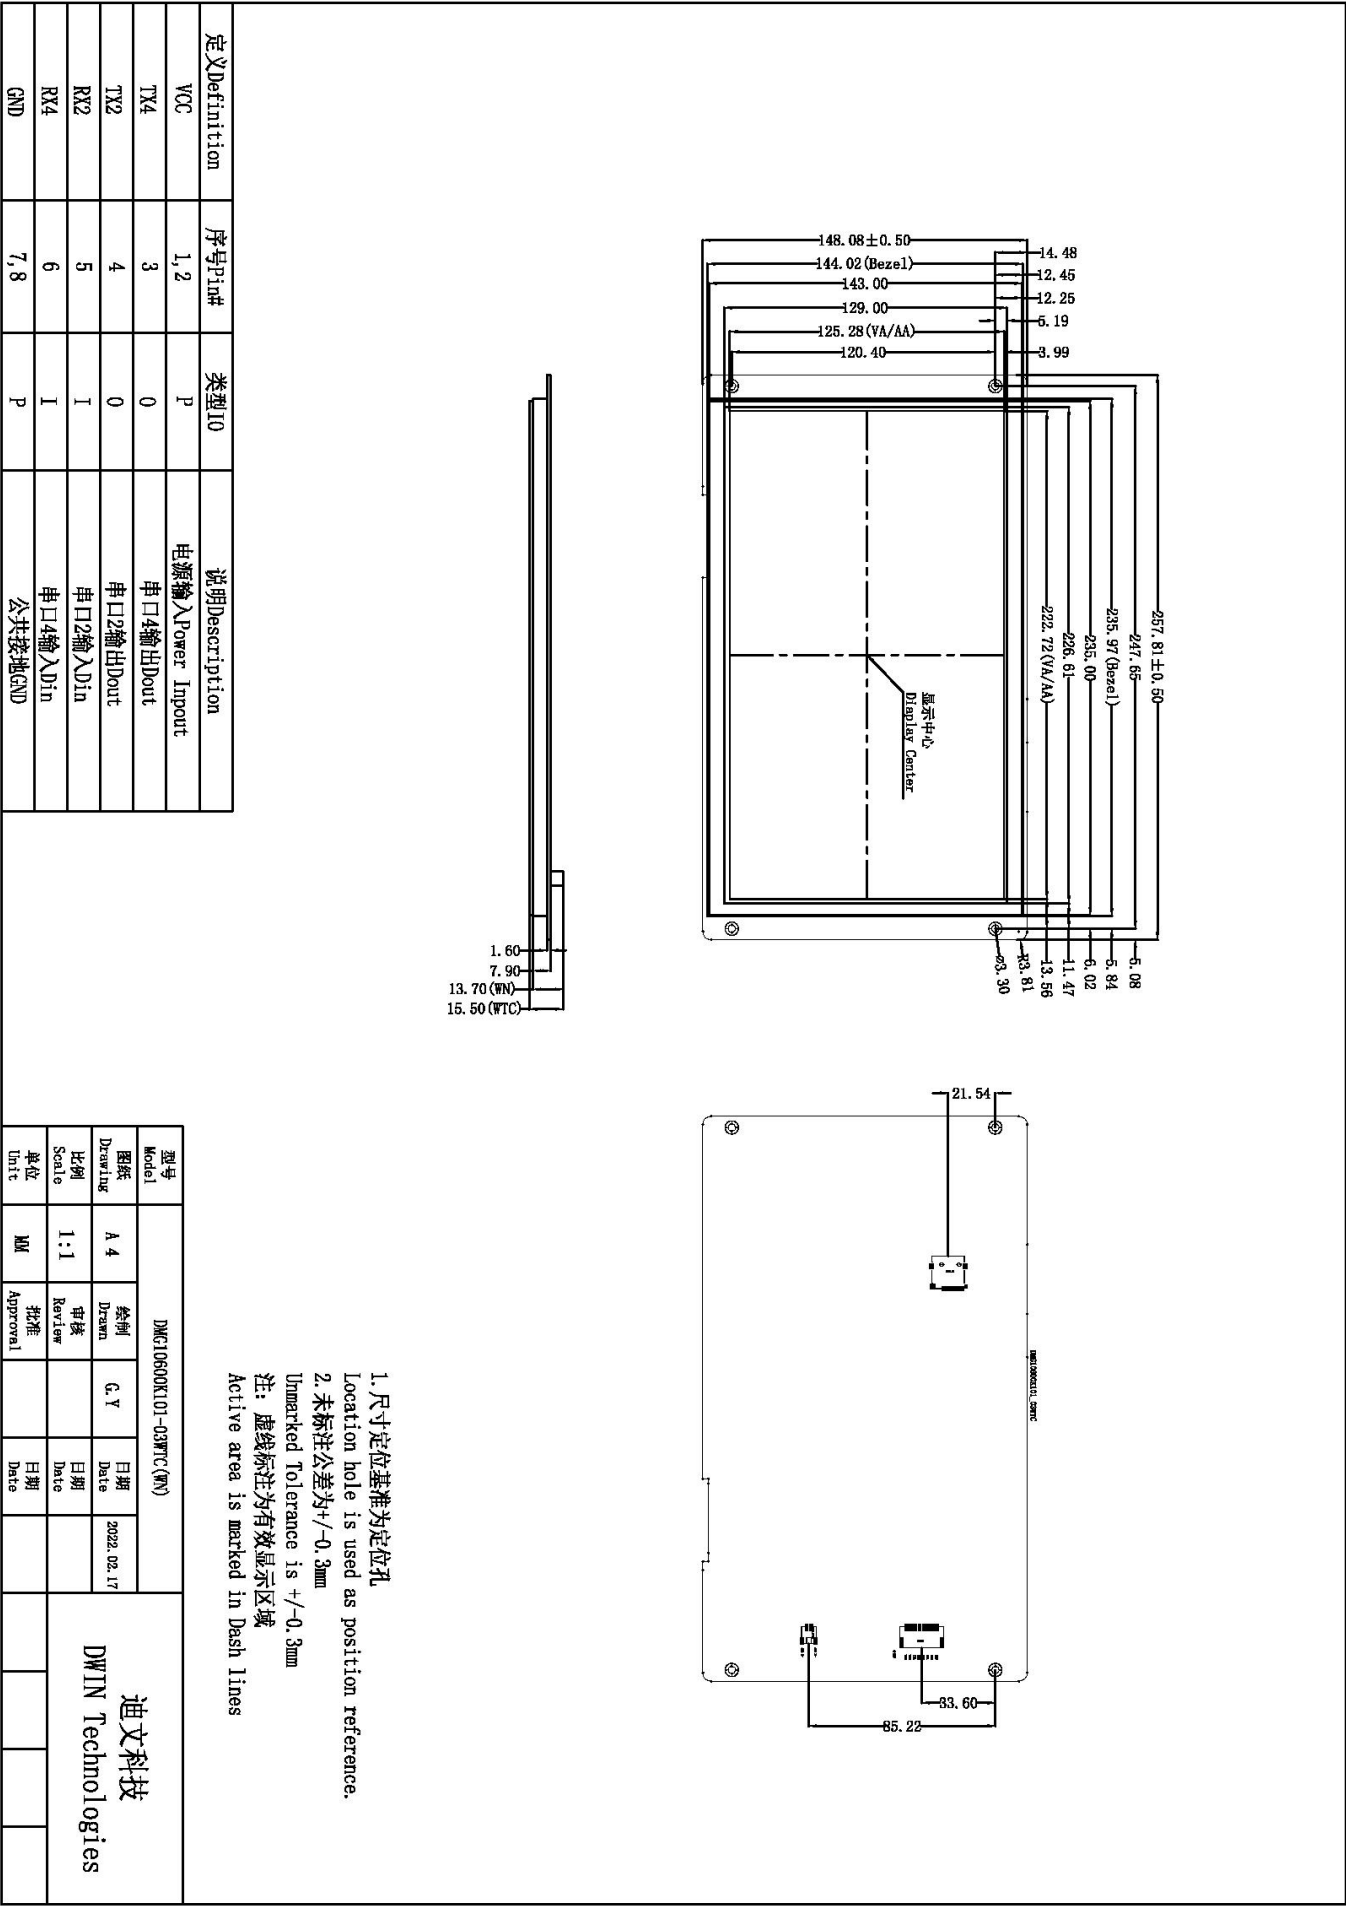 148.08±0.50
144.02(Bezel)
143.00
129.00
125.28(VA/AA)
120.40
14.48
12.45
12.25
5.19
3.99
257.81±0.50
247.65
235.97(Bezel)
235.00
226.61
222.72(VA/AA)
显示中心
Diaplay Center
5.08
5.84
6.02
11.47
13.56
R3.81
ø3.30
1.60
7.90
13.70(WN)
15.50(WTC)
21.54
33.60
85.22
定义Definition 序号Pin# 类型IO 说明Description
VCC 1,2 P 电源输入Power Inpout
TX4 3 O 串口4输出Dout
TX2 4 O 串口2输出Dout
RX2 5 I 串口2输入Din
RX4 6 I 串口4输入Din
GND 7,8 P 公共接地GND
1.尺寸定位基准为定位孔
Location hole is used as position reference.
2.未标注公差为+/-0.3mm
Unmarked Tolerance is +/-0.3mm
注: 虚线标注为有效显示区域
Active area is marked in Dash lines
型号
Model
DMG10600K101-03WTC(WN)
图纸
Drawing
A 4
绘制
Drawn
G.Y
日期
Date
2022.02.17
比例
Scale
1:1
审核
Review
日期
Date
单位
Unit
MM
批准
Approval
日期
Date
迪文科技
DWIN Technologies